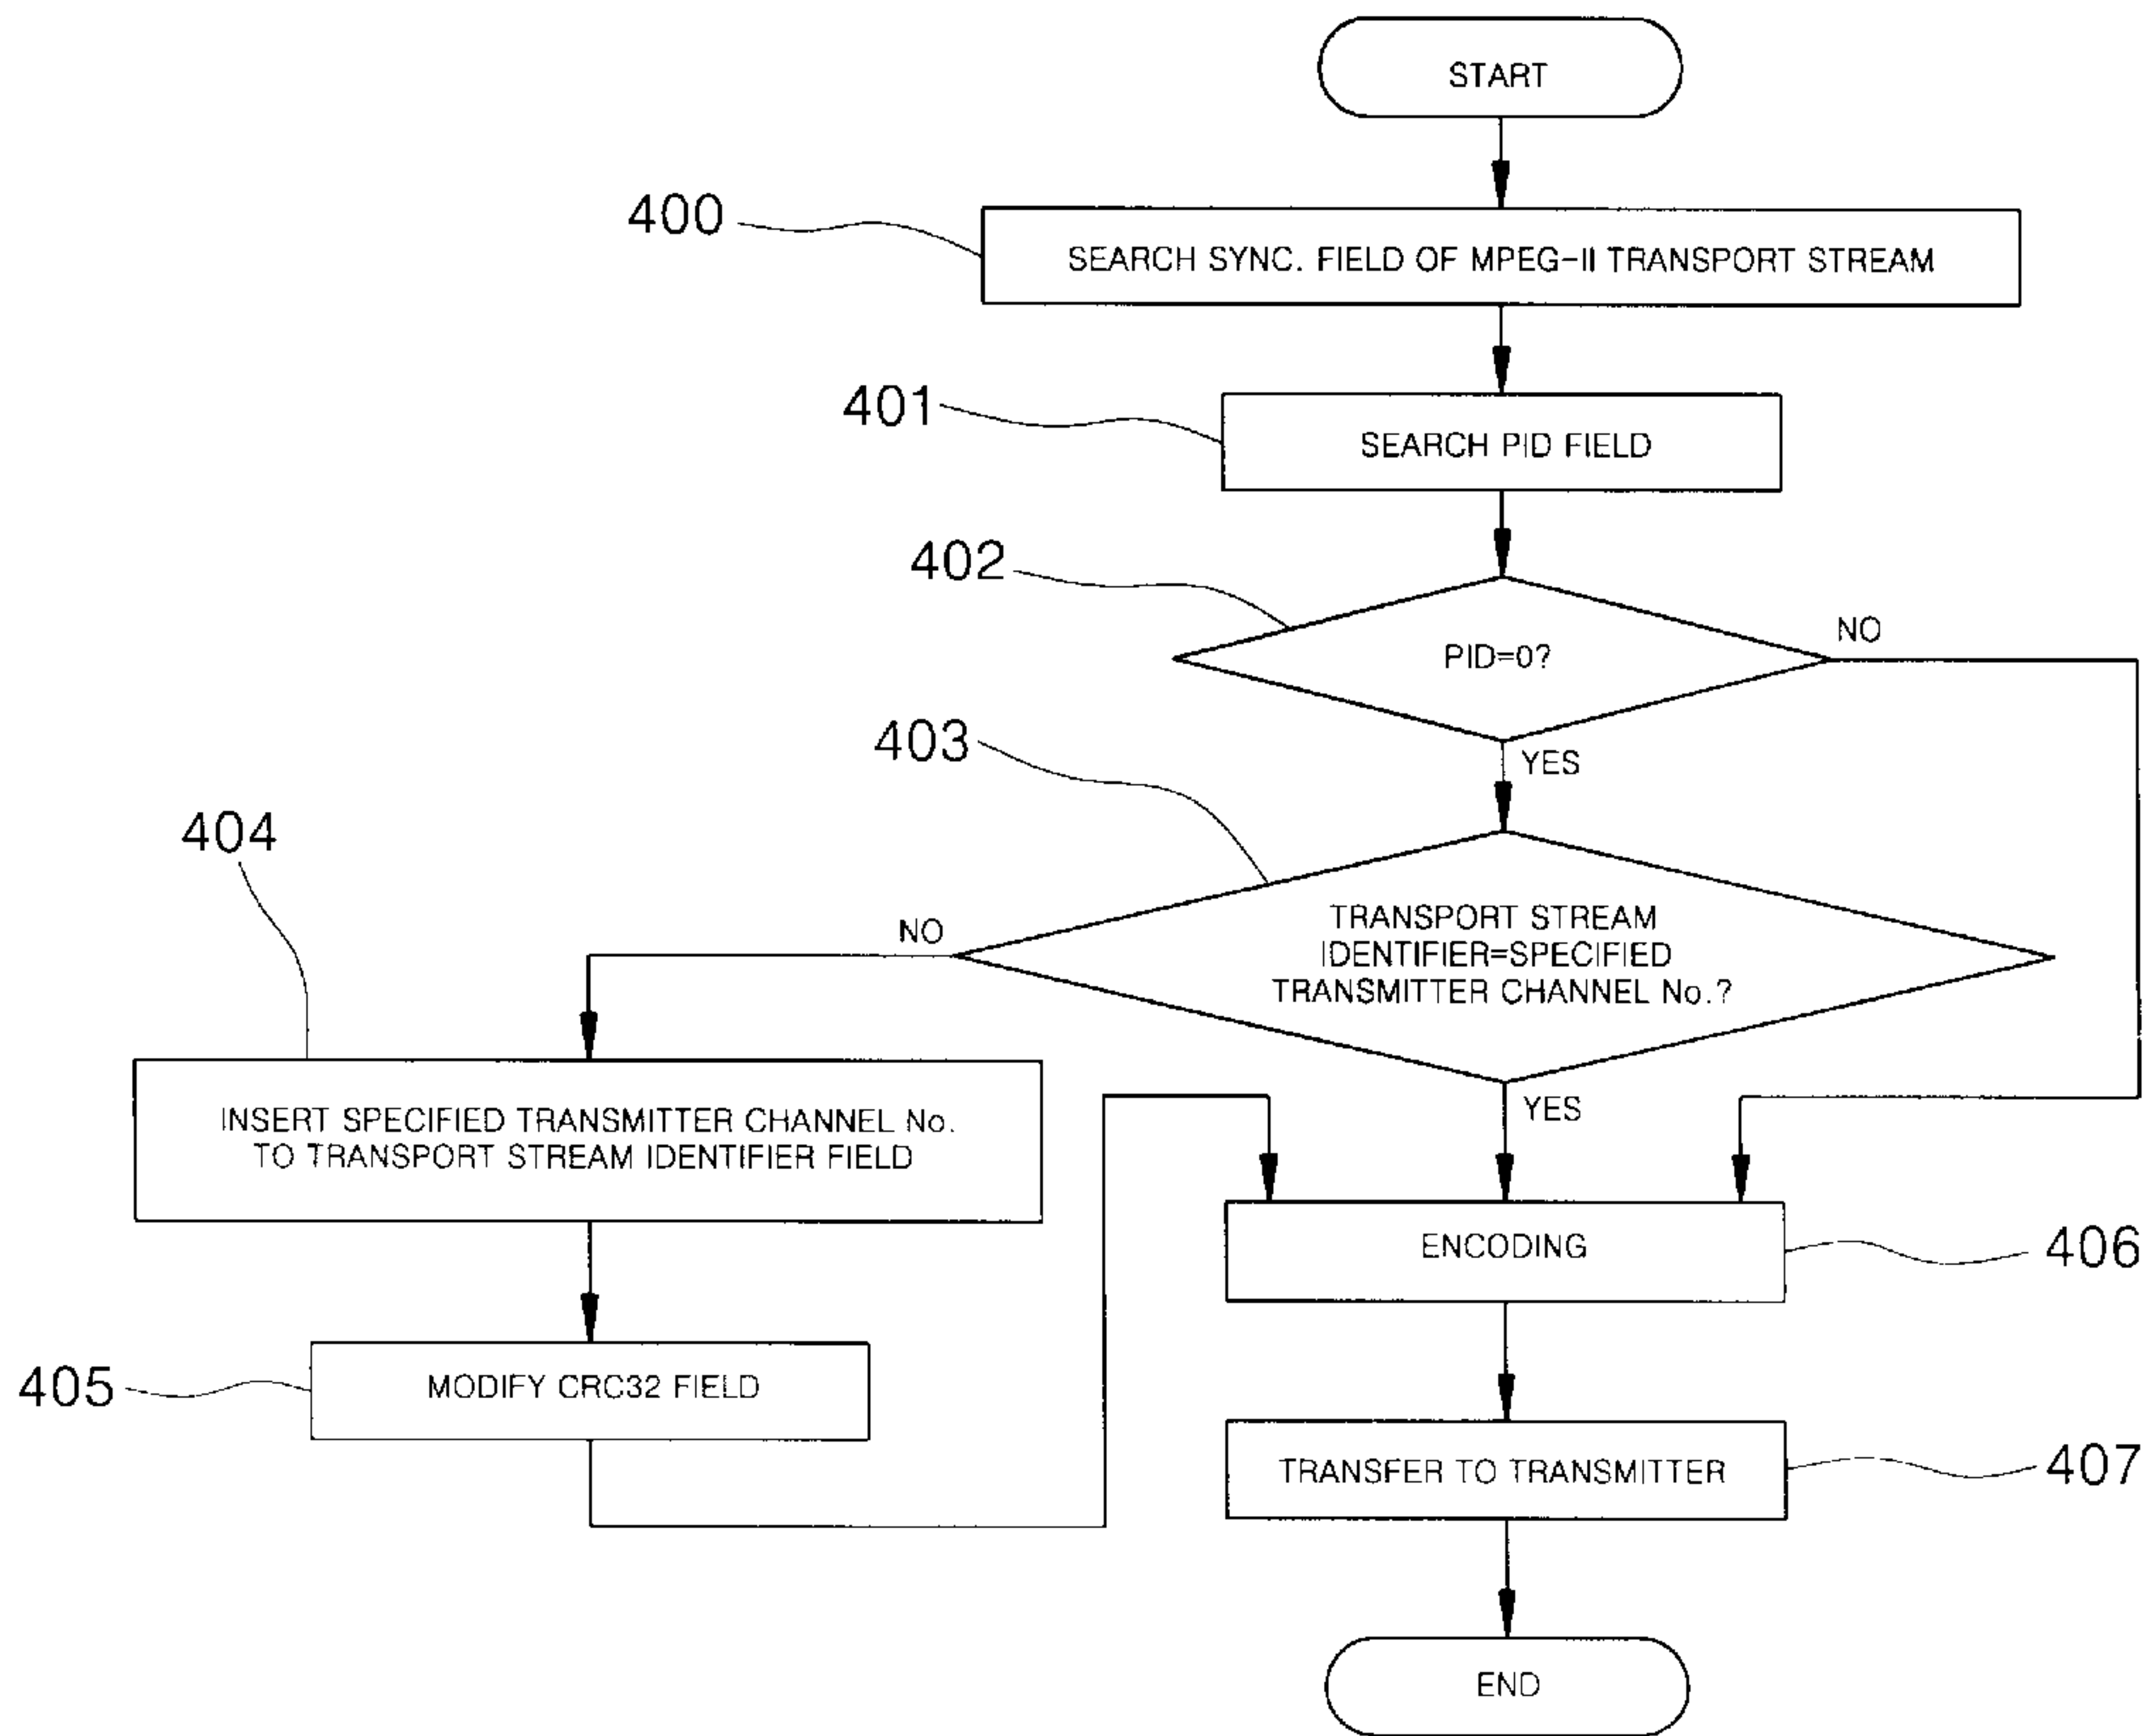 START
400
SEARCH SYNC. FIELD OF MPEG-II TRANSPORT STREAM
401
SEARCH PID FIELD
402
PID=0?
NO
YES
403
TRANSPORT STREAM
IDENTIFIER=SPECIFIED
TRANSMITTER CHANNEL No.?
NO
YES
404
INSERT SPECIFIED TRANSMITTER CHANNEL No.
TO TRANSPORT STREAM IDENTIFIER FIELD
405
MODIFY CRC32 FIELD
ENCODING
406
TRANSFER TO TRANSMITTER
407
END